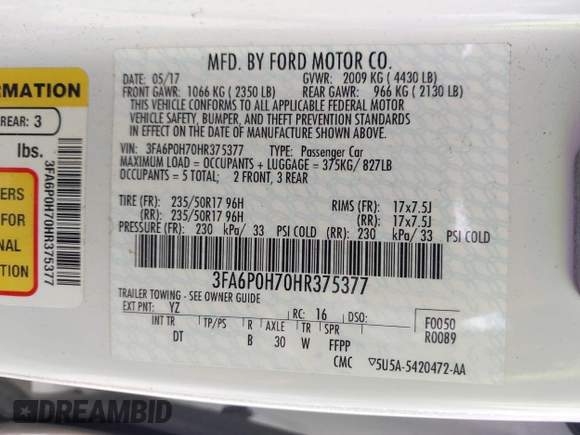 ORMATION
REAR: 3
lbs.
3FA6P0H70HR375377
MFD. BY FORD MOTOR CO.
DATE: 05/17 GVWR: 2009 KG ( 4430 LB)
FRONT GAWR: 1066 KG ( 2350 LB) REAR GAWR: 966 KG ( 2130 LB)
THIS VEHICLE CONFORMS TO ALL APPLICABLE FEDERAL MOTOR
VEHICLE SAFETY, BUMPER, AND THEFT PREVENTION STANDARDS
IN EFFECT ON THE DATE OF MANUFACTURE SHOWN ABOVE.
VIN: 3FA6P0H70HR375377 TYPE: Passenger Car
MAXIMUM LOAD = OCCUPANTS + LUGGAGE = 375KG/ 827LB
OCCUPANTS = 5 TOTAL; 2 FRONT, 3 REAR
TIRE (FR): 235/50R17 96H RIMS (FR): 17x7.5J
(RR): 235/50R17 96H (RR): 17x7.5J
PRESSURE (FR): 230 kPa/ 33 PSI COLD (RR): 230 kPa/ 33 PSI COLD
3FA6P0H70HR375377
TRAILER TOWING - SEE OWNER GUIDE
EXT PNT: YZ RC: 16 DSO: F0050
INT TR TP/PS R AXLE TR SPR R0089
DT B 30 W FFPP
CMC 5U5A-5420472-AA
ERS
FOR
NAL
TION
DREAMBID